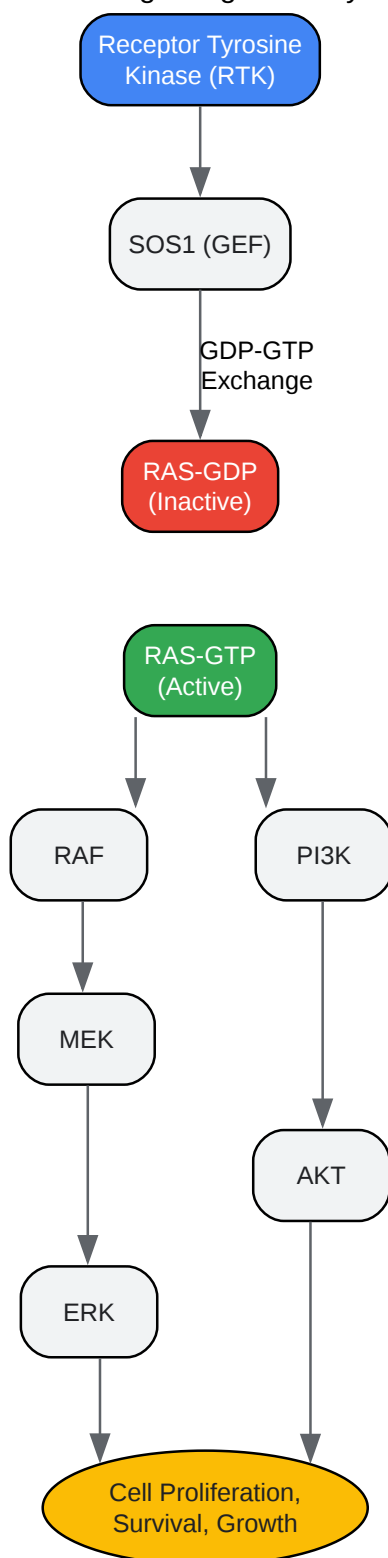 Receptor Tyrosine
Kinase (RTK)
SOS1 (GEF)
GDP-GTP
Exchange
RAS-GDP
(Inactive)
RAS-GTP
(Active)
RAF
PI3K
MEK
AKT
ERK
Cell Proliferation,
Survival, Growth